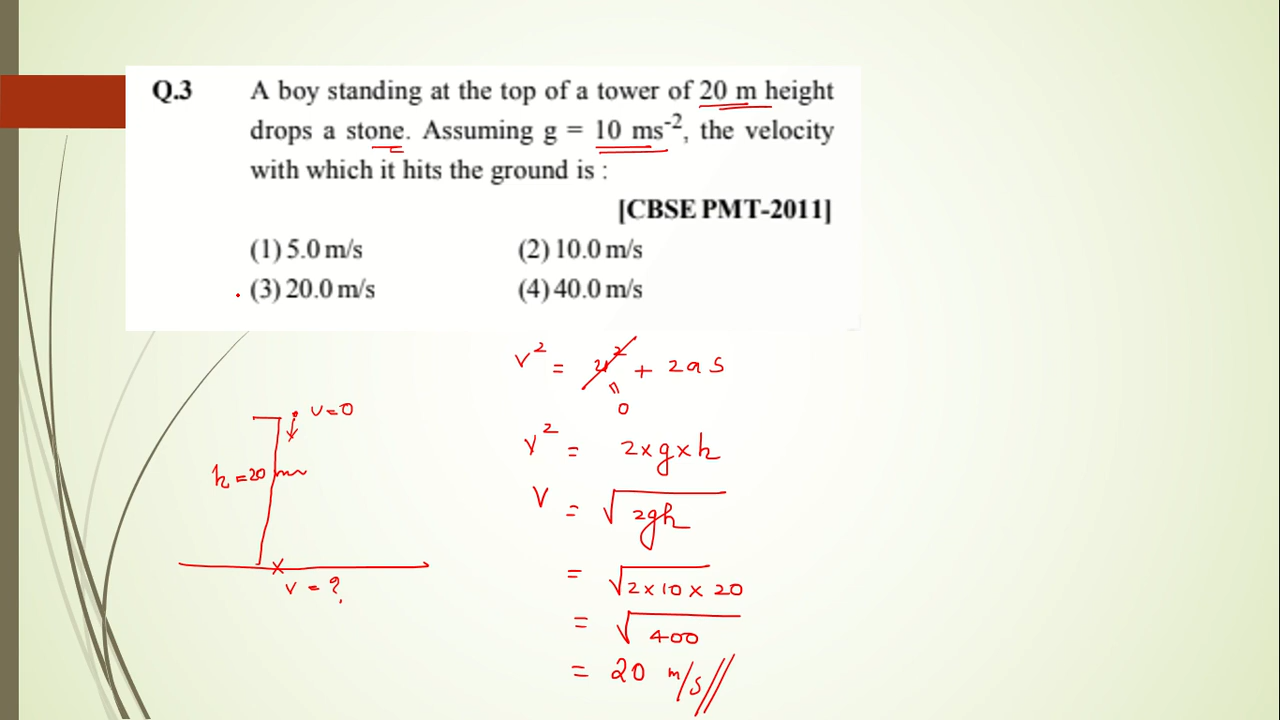 Q.3 A boy standing at the top of a tower of 20 m height
drops a stone. Assuming g = 10 ms⁻², the velocity
with which it hits the ground is :
[CBSE PMT-2011]
(1) 5.0 m/s (2) 10.0 m/s
(3) 20.0 m/s (4) 40.0 m/s
v² = u² + 2as
0
v² = 2×g×h
v = √2gh
= √2×10×20
= √400
= 20 m/s//
u=0
h=20 m
v = ?